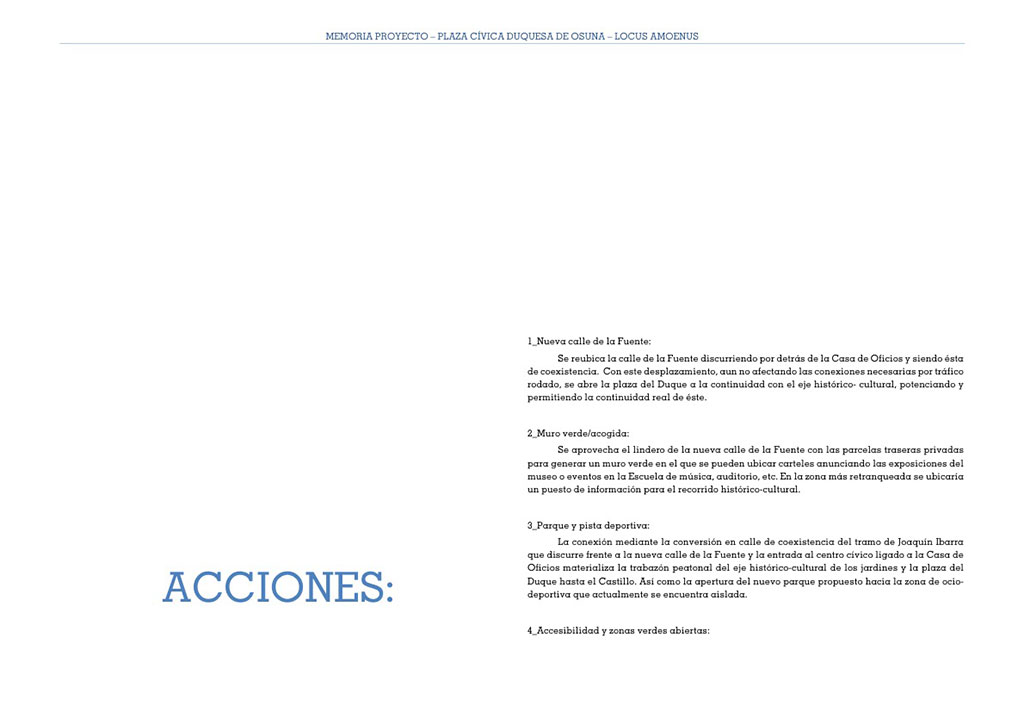 MEMORIA PROYECTO – PLAZA CÍVICA DUQUESA DE OSUNA – LOCUS AMOENUS
ACCIONES:
1_Nueva calle de la Fuente:
Se reubica la calle de la Fuente discurriendo por detrás de la Casa de Oficios y siendo ésta
de coexistencia. Con este desplazamiento, aun no afectando las conexiones necesarias por tráfico
rodado, se abre la plaza del Duque a la continuidad con el eje histórico- cultural, potenciando y
permitiendo la continuidad real de éste.
2_Muro verde/acogida:
Se aprovecha el lindero de la nueva calle de la Fuente con las parcelas traseras privadas
para generar un muro verde en el que se pueden ubicar carteles anunciando las exposiciones del
museo o eventos en la Escuela de música, auditorio, etc. En la zona más retranqueada se ubicaría
un puesto de información para el recorrido histórico-cultural.
3_Parque y pista deportiva:
La conexión mediante la conversión en calle de coexistencia del tramo de Joaquín Ibarra
que discurre frente a la nueva calle de la Fuente y la entrada al centro cívico ligado a la Casa de
Oficios materializa la trabazón peatonal del eje histórico-cultural de los jardines y la plaza del
Duque hasta el Castillo. Así como la apertura del nuevo parque propuesto hacia la zona de ocio-
deportiva que actualmente se encuentra aislada.
4_Accesibilidad y zonas verdes abiertas: